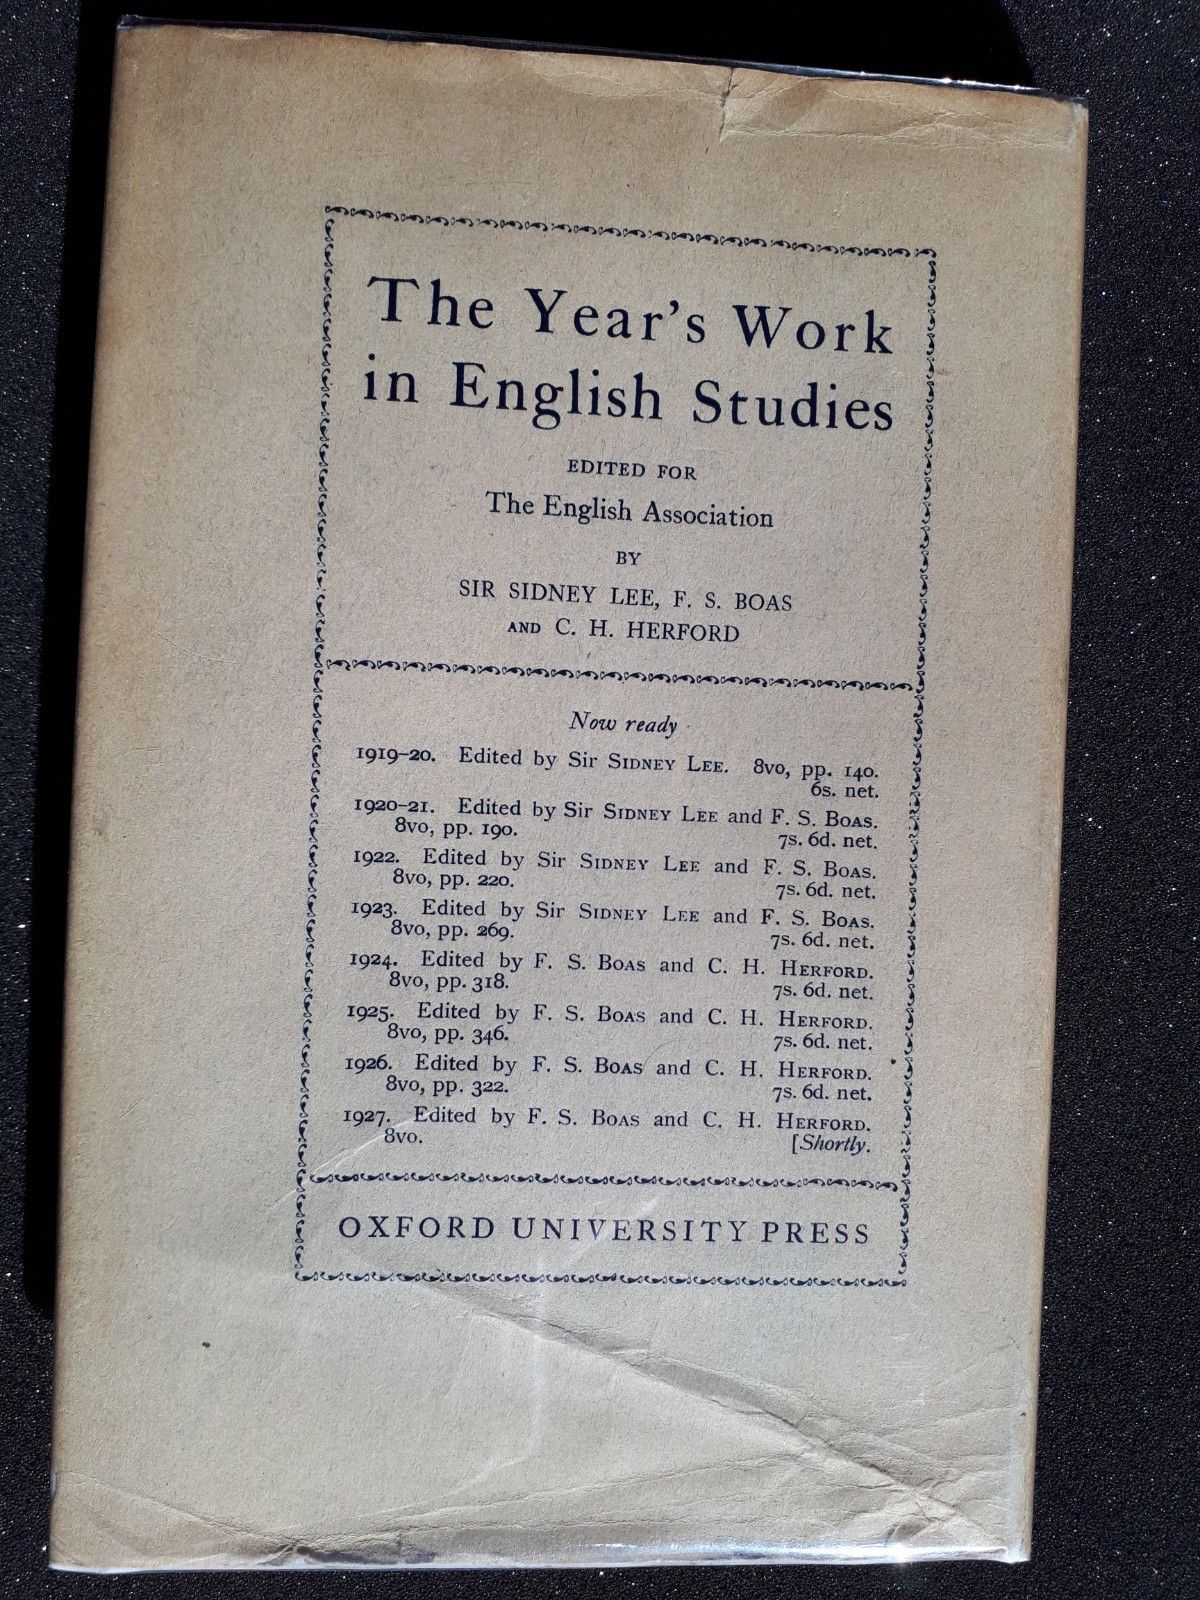 The Year's Work
in English Studies
EDITED FOR
The English Association
BY
SIR SIDNEY LEE, F. S. BOAS
AND C. H. HERFORD
Now ready
1919–20. Edited by Sir SIDNEY LEE. 8vo, pp. 140.
6s. net.
1920–21. Edited by Sir SIDNEY LEE and F. S. BOAS.
8vo, pp. 190. 7s. 6d. net.
1922. Edited by Sir SIDNEY LEE and F. S. BOAS.
8vo, pp. 220. 7s. 6d. net.
1923. Edited by Sir SIDNEY LEE and F. S. BOAS.
8vo, pp. 269. 7s. 6d. net.
1924. Edited by F. S. BOAS and C. H. HERFORD.
8vo, pp. 318. 7s. 6d. net.
1925. Edited by F. S. BOAS and C. H. HERFORD.
8vo, pp. 346. 7s. 6d. net.
1926. Edited by F. S. BOAS and C. H. HERFORD.
8vo, pp. 322. 7s. 6d. net.
1927. Edited by F. S. BOAS and C. H. HERFORD.
8vo. [Shortly.
OXFORD UNIVERSITY PRESS